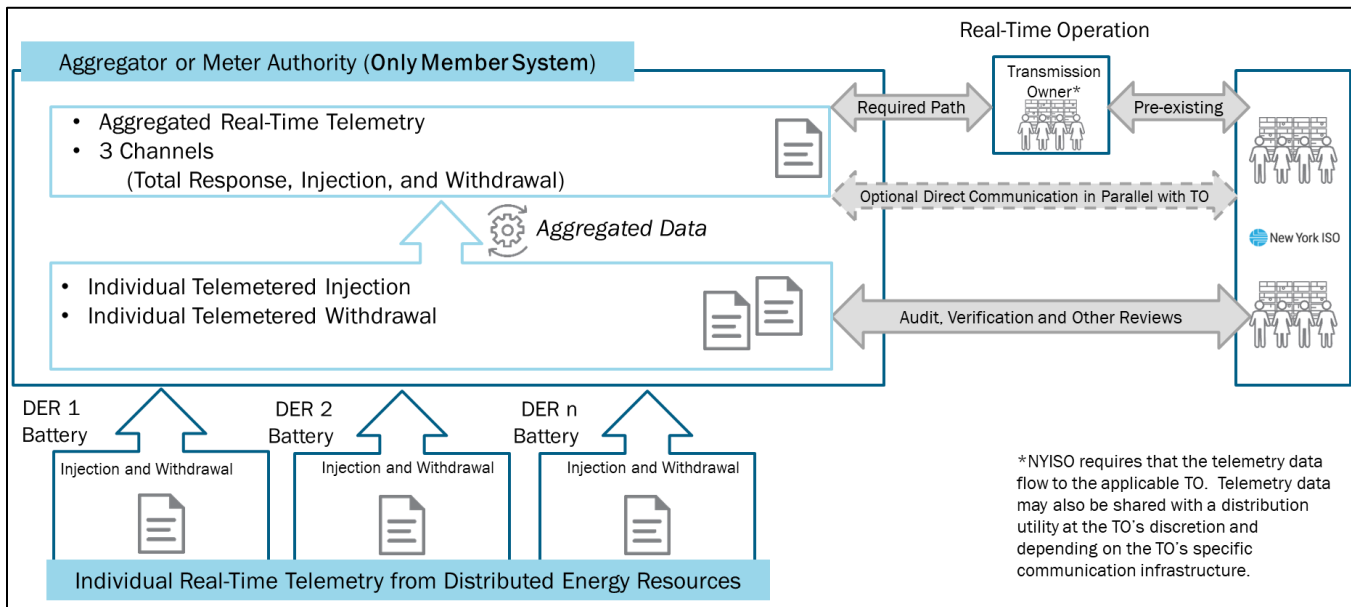 Real-Time Operation
Aggregator or Meter Authority (Only Member System)
• Aggregated Real-Time Telemetry
• 3 Channels
(Total Response, Injection, and Withdrawal)
Required Path
Transmission
Owner*
Pre-existing
Optional Direct Communication in Parallel with TO
Aggregated Data
New York ISO
• Individual Telemetered Injection
• Individual Telemetered Withdrawal
Audit, Verification and Other Reviews
DER 1
Battery
DER 2
Battery
DER n
Battery
Injection and Withdrawal
Injection and Withdrawal
Injection and Withdrawal
Individual Real-Time Telemetry from Distributed Energy Resources
*NYISO requires that the telemetry data
flow to the applicable TO. Telemetry data
may also be shared with a distribution
utility at the TO's discretion and
depending on the TO's specific
communication infrastructure.